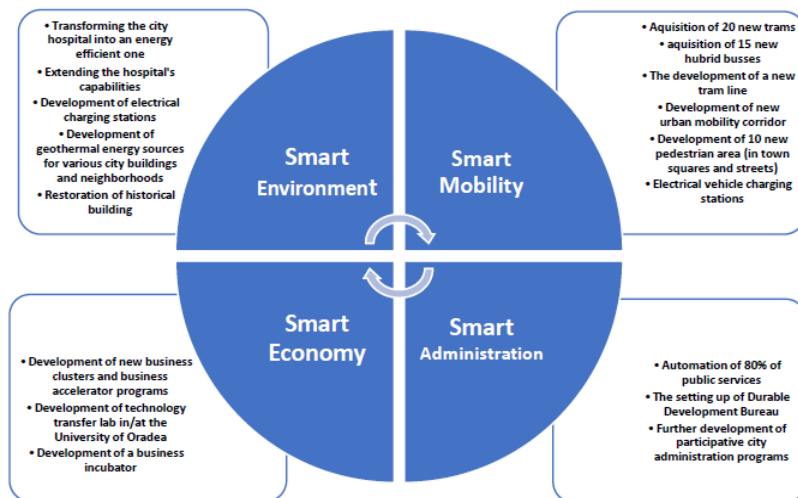 • Transforming the city
hospital into an energy
efficient one
• Extending the hospital's
capabilities
• Development of electrical
charging stations
• Development of
geothermal energy sources
for various city buildings
and neighborhoods
• Restoration of historical
building
• Aquisition of 20 new trams
• aquisition of 15 new
hubrid busses
• The development of a new
tram line
• Development of new
urban mobility corridor
• Development of 10 new
pedestrian area (in town
squares and streets)
• Electrical vehicle charging
stations
Smart
Environment
Smart
Mobility
Smart
Economy
Smart
Administration
• Development of new business
clusters and business
accelerator programs
• Development of technology
transfer lab in/at the
University of Oradea
• Development of a business
incubator
• Automation of 80% of
public services
• The setting up of Durable
Development Bureau
• Further development of
participative city
administration programs